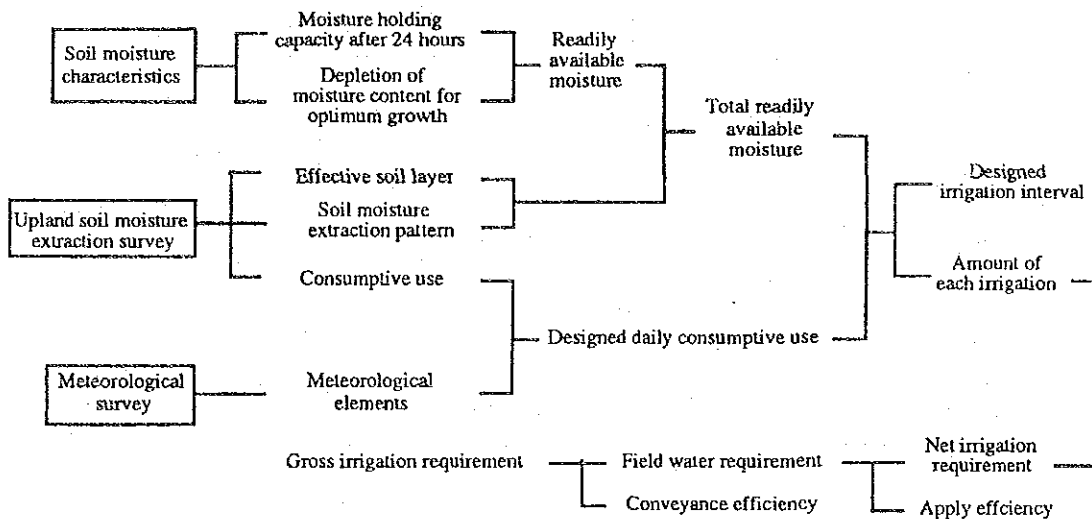 Moisture holding
capacity after 24 hours
Soil moisture
characteristics
Readily
available
moisture
Depletion of
moisture content for
optimum growth
Total readily
available
moisture
Effective soil layer
Designed
irrigation interval
Upland soil moisture
extraction survey
Soil moisture
extraction pattern
Consumptive use
Amount of
each irrigation
Designed daily consumptive use
Meteorological
survey
Meteorological
elements
Gross irrigation requirement
Field water requirement
Net irrigation
requirement
Conveyance efficiency
Apply effciency